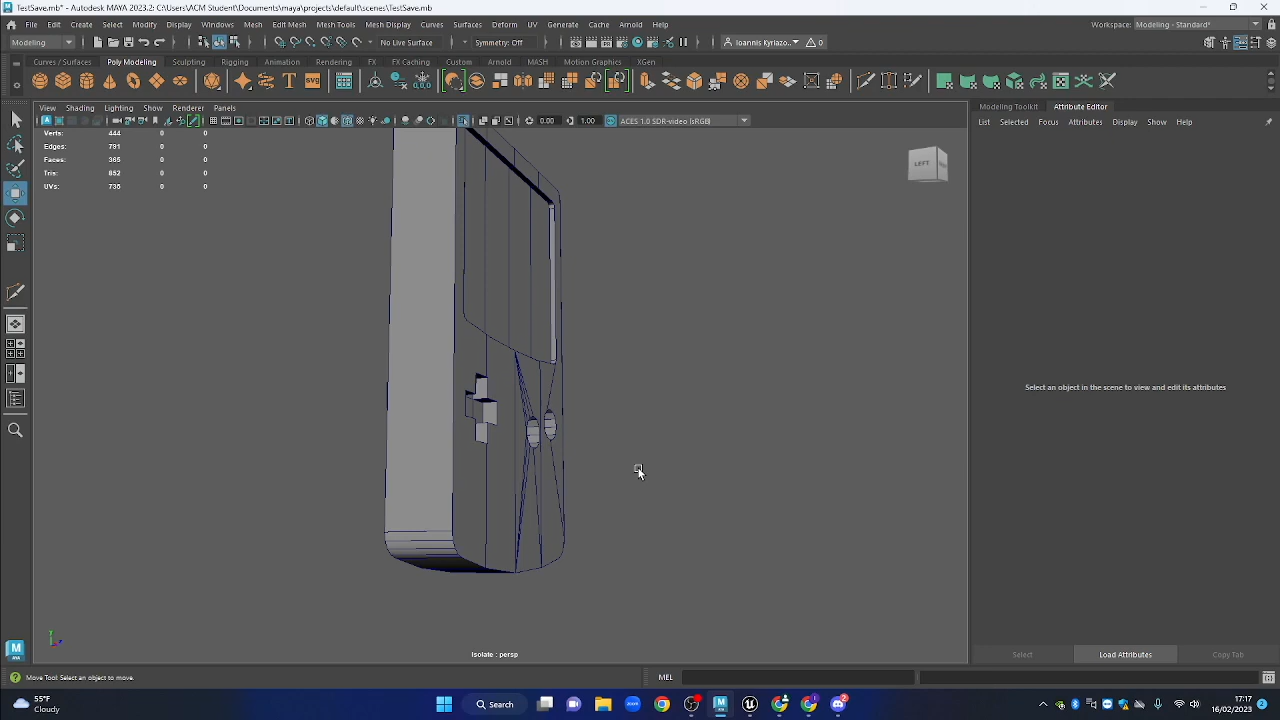 TestSave.mb* - Autodesk MAYA 2023.2: C:\Users\ACM Student\Documents\maya\projects\default\scenes\TestSave.mb
File Edit Create Select Modify Display Windows Mesh Edit Mesh Mesh Tools Mesh Display Curves Surfaces Deform UV Generate Cache Arnold Help
Workspace: Modeling - Standard*
Modeling
No Live Surface
Symmetry: Off
Ioannis Kyriazo..
0
Curves / Surfaces Poly Modeling Sculpting Rigging Animation Rendering FX FX Caching Custom Arnold MASH Motion Graphics XGen
SVG
View Shading Lighting Show Renderer Panels
0.00 1.00 ACES 1.0 SDR-video (sRGB)
Modeling Toolkit Attribute Editor
List Selected Focus Attributes Display Show Help
Verts: 444 0 0
Edges: 791 0 0
Faces: 365 0 0
Tris: 852 0 0
UVs: 738 0 0
LEFT
Select an object in the scene to view and edit its attributes
Isolate : persp
Select Load Attributes Copy Tab
Move Tool: Select an object to move.
MEL
55°F
Cloudy
Search
17:17
16/02/2023
2